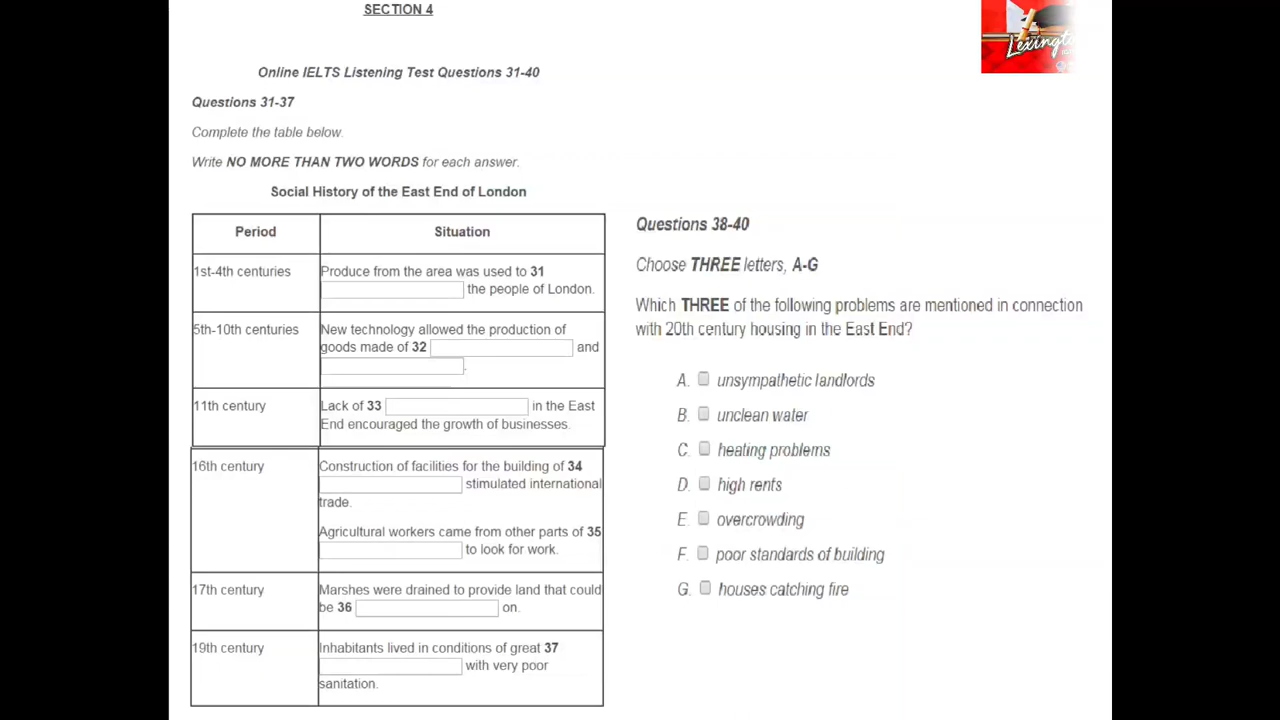 SECTION 4
Lexingto
Online IELTS Listening Test Questions 31-40
Questions 31-37
Complete the table below.
Write NO MORE THAN TWO WORDS for each answer.
Social History of the East End of London
Period
Situation
1st-4th centuries
Produce from the area was used to 31
the people of London.
5th-10th centuries
New technology allowed the production of
goods made of 32 and
.
11th century
Lack of 33 in the East
End encouraged the growth of businesses.
16th century
Construction of facilities for the building of 34
stimulated international
trade.
Agricultural workers came from other parts of 35
to look for work.
17th century
Marshes were drained to provide land that could
be 36 on.
19th century
Inhabitants lived in conditions of great 37
with very poor
sanitation.
Questions 38-40
Choose THREE letters, A-G
Which THREE of the following problems are mentioned in connection
with 20th century housing in the East End?
A. unsympathetic landlords
B. unclean water
C. heating problems
D. high rents
E. overcrowding
F. poor standards of building
G. houses catching fire